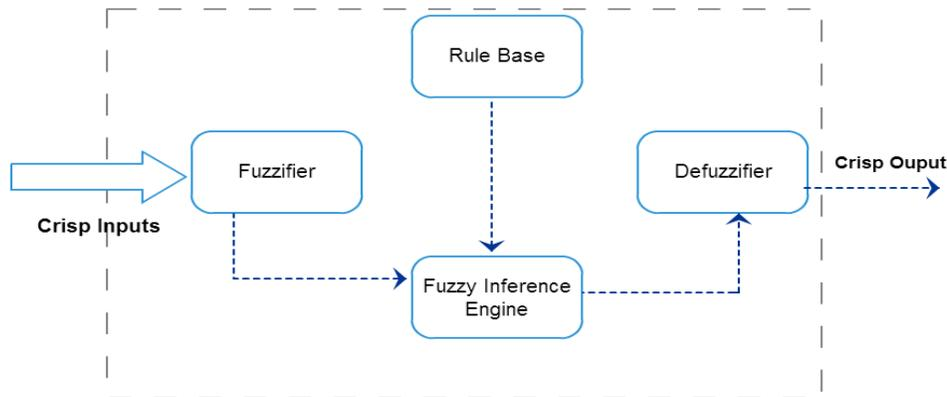 Rule Base
Fuzzifier
Defuzzifier
Crisp Ouput
Crisp Inputs
Fuzzy Inference
Engine